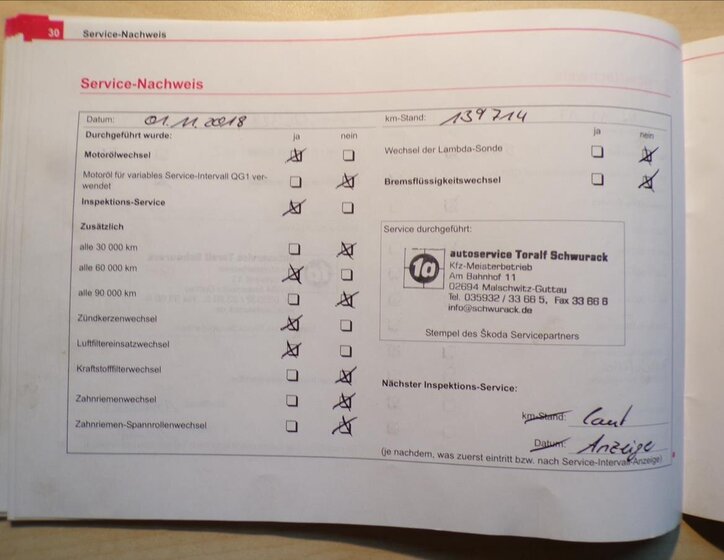 30 Service-Nachweis
Service-Nachweis
Datum: 01.11.2018
Durchgeführt wurde: ja nein
Motorölwechsel
Motoröl für variables Service-Intervall QG1 ver-
wendet
Inspektions-Service
Zusätzlich
alle 30 000 km
alle 60 000 km
alle 90 000 km
Zündkerzenwechsel
Luftfiltereinsatzwechsel
Kraftstofffilterwechsel
Zahnriemenwechsel
Zahnriemen-Spannrollenwechsel
km-Stand: 139714
ja nein
Wechsel der Lambda-Sonde
Bremsflüssigkeitswechsel
Service durchgeführt:
1a autoservice Toralf Schwurack
Kfz-Meisterbetrieb
Am Bahnhof 11
02694 Malschwitz-Guttau
Tel. 035932 / 33 66 5, Fax 33 66 6
info@schwurack.de
Stempel des Škoda Servicepartners
Nächster Inspektions-Service:
km-Stand: laut
Datum: Anzeige
(je nachdem, was zuerst eintritt bzw. nach Service-Intervall-Anzeige)